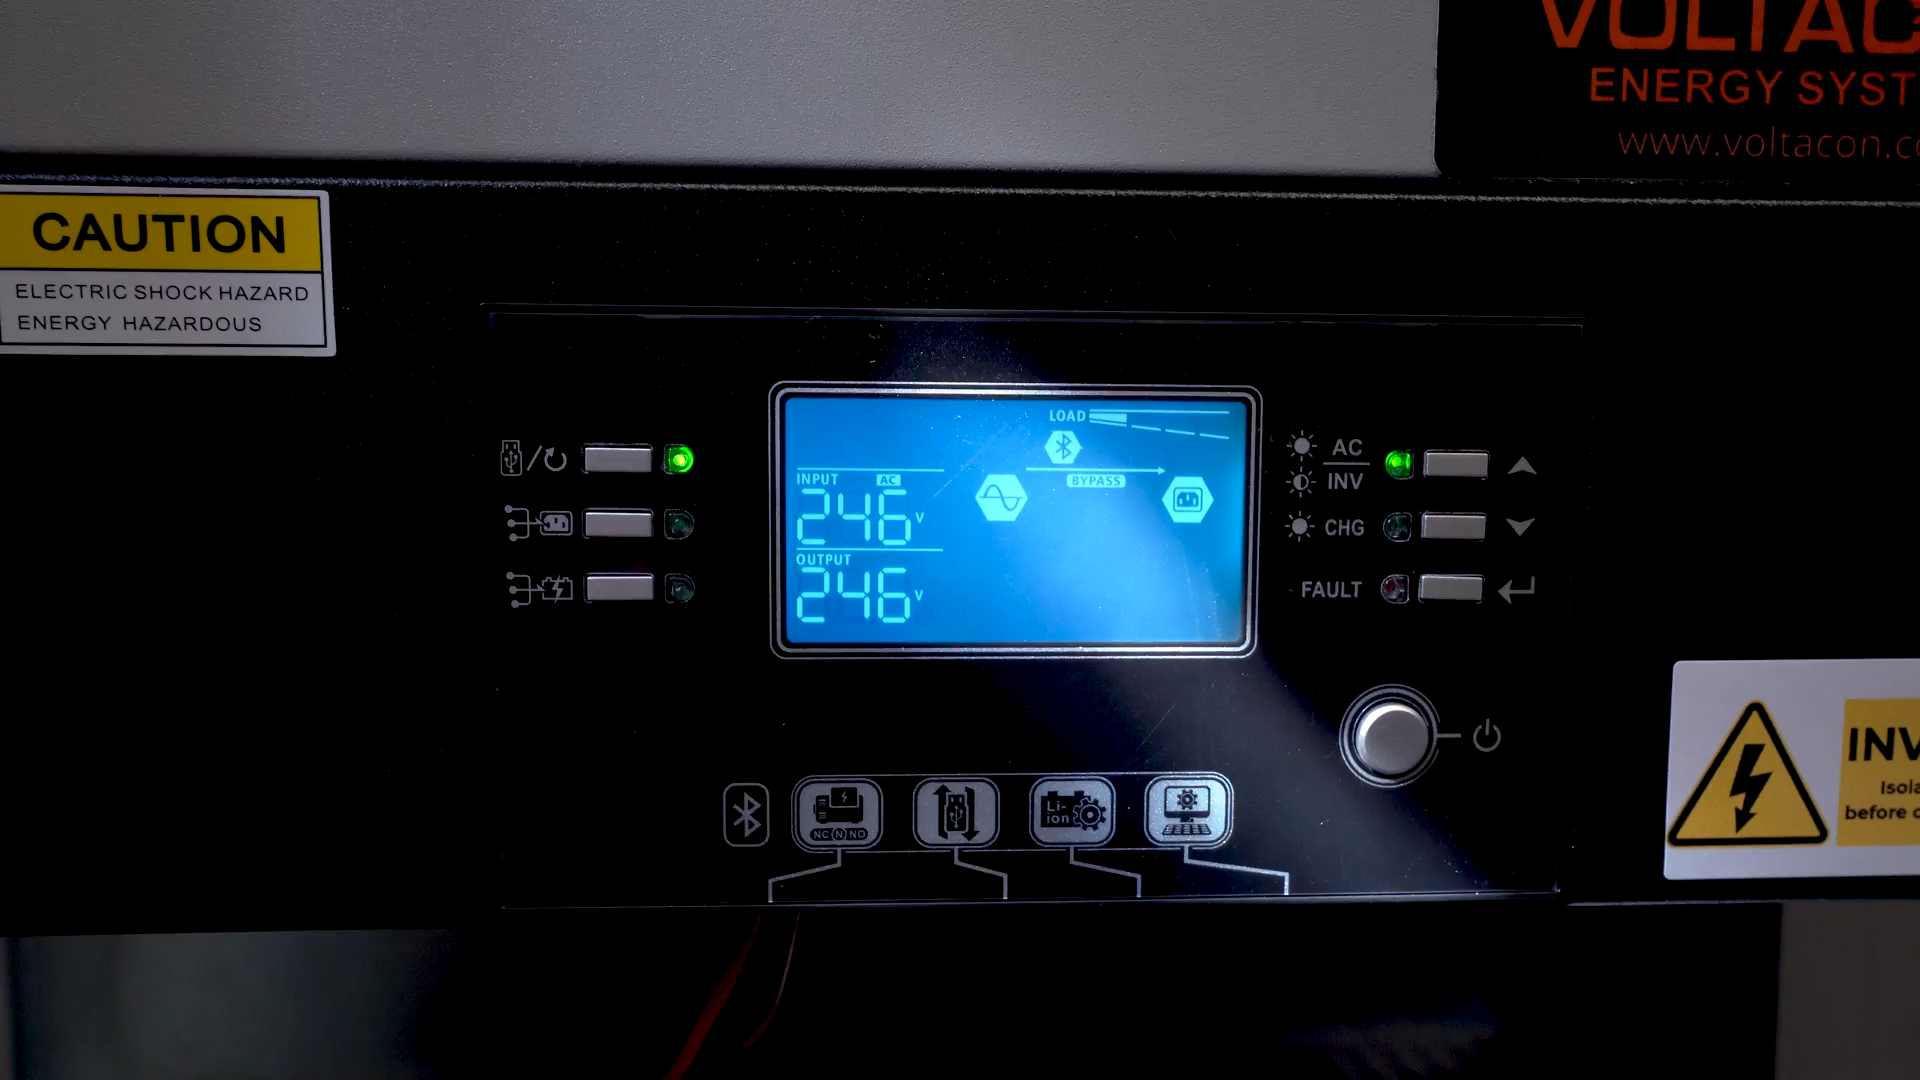 VOLTAC
ENERGY SYST
www.voltacon.c
CAUTION
ELECTRIC SHOCK HAZARD
ENERGY HAZARDOUS
LOAD
INPUT AC
246 V
BYPASS
OUTPUT
246 V
AC
INV
CHG
FAULT
NC N NO
Li-
ion
INV
Isola
before